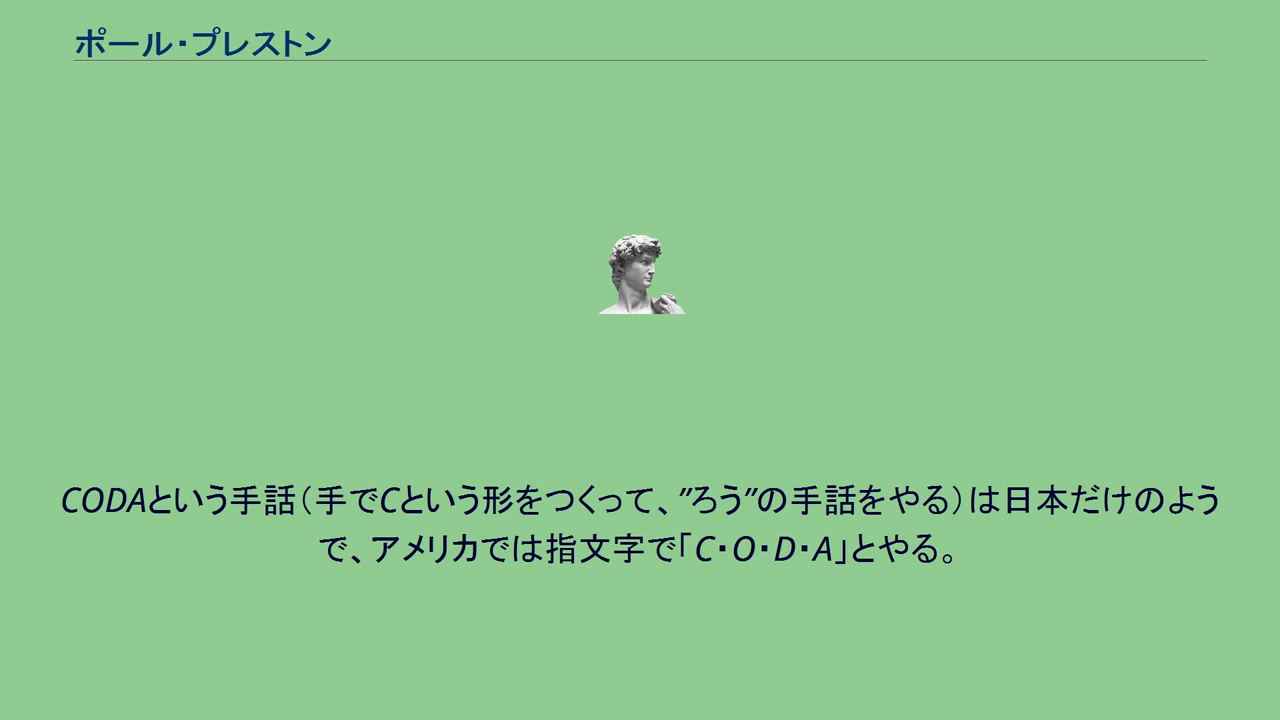 ポール・プレストン
CODAという手話（手でCという形をつくって、”ろう”の手話をやる）は日本だけのよう
で、アメリカでは指文字で「C・O・D・A」とやる。